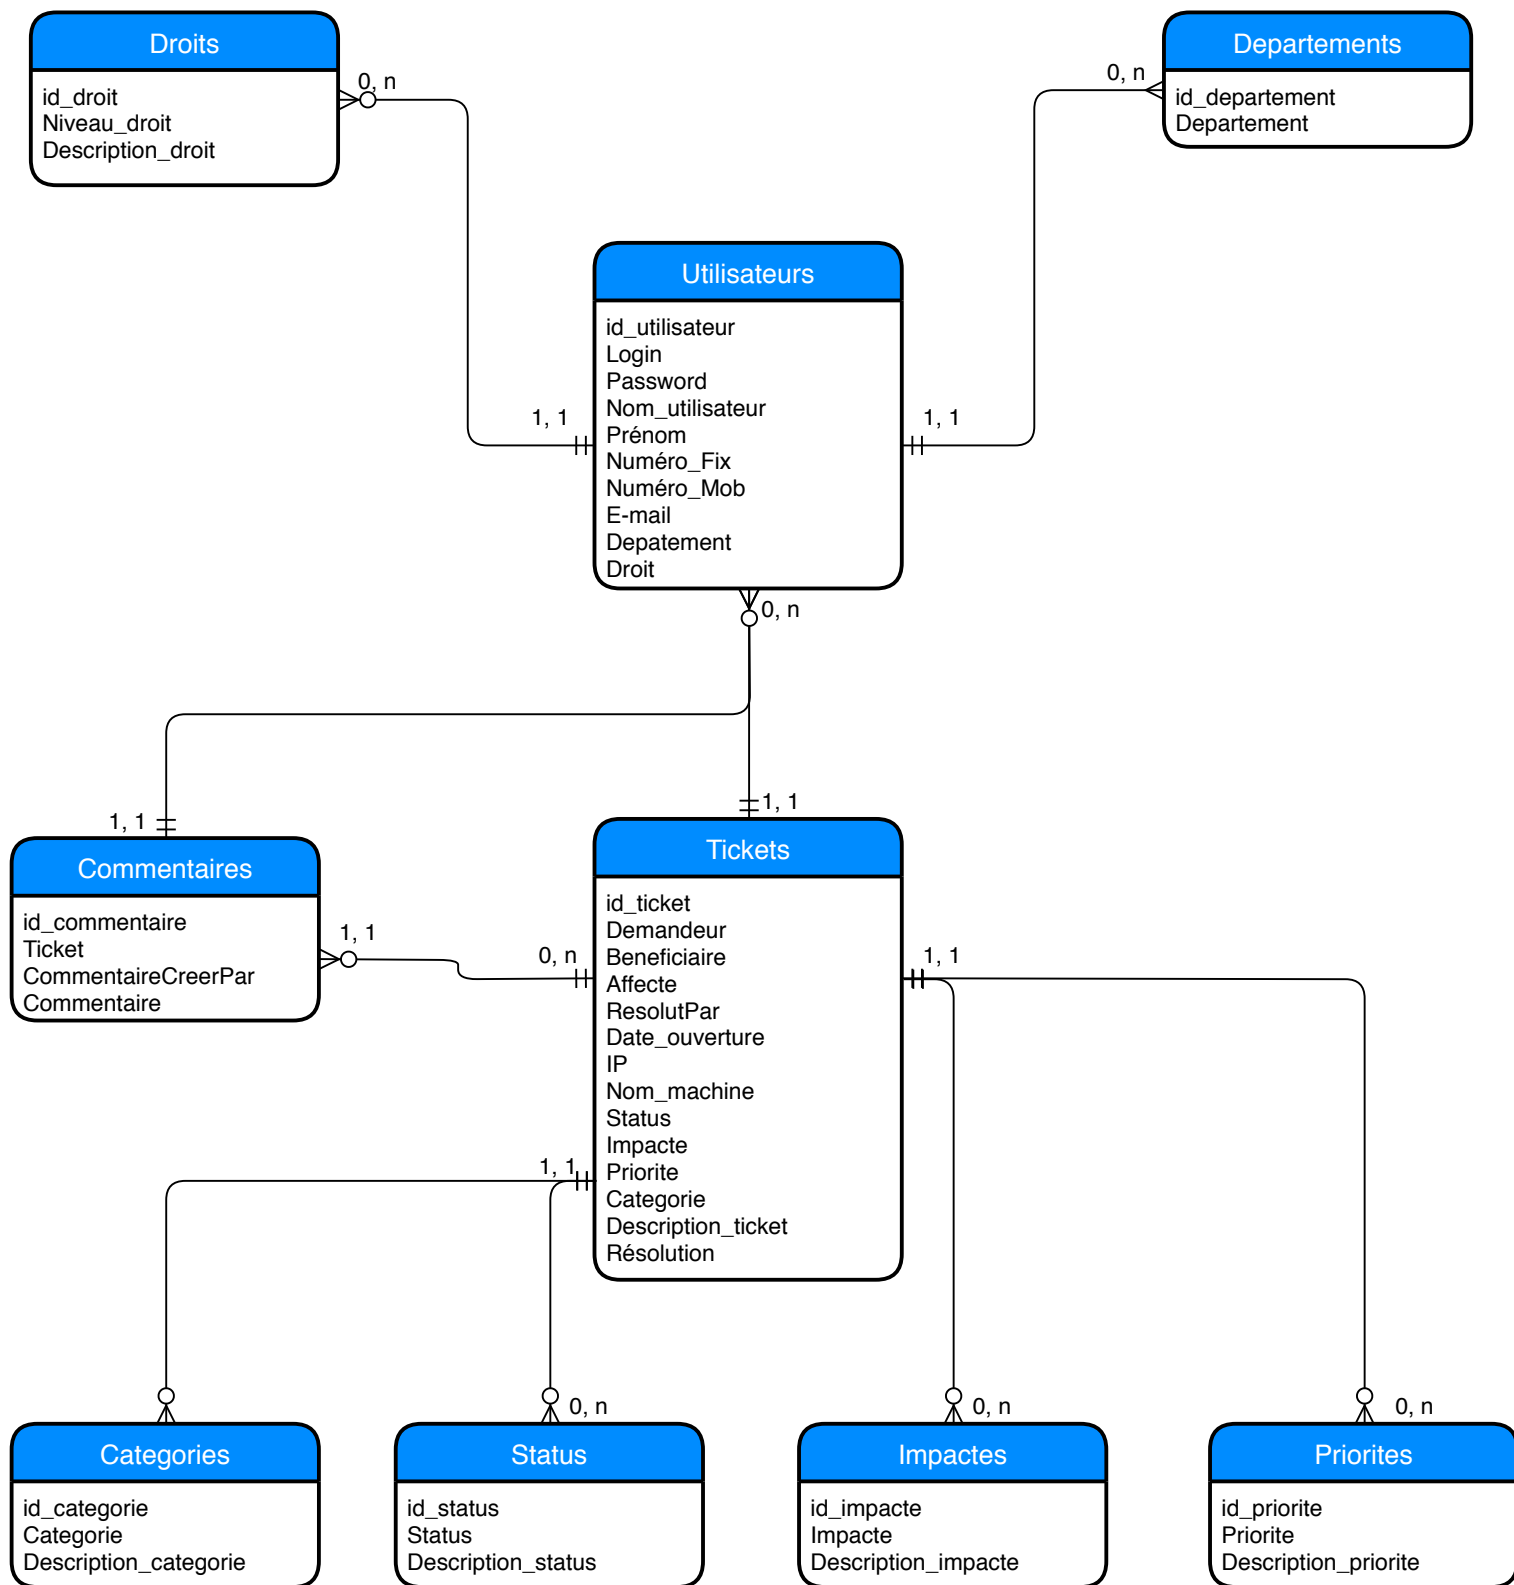 Droits
id_droit
Niveau_droit
Description_droit
0, n
Departements
id_departement
Departement
0, n
Utilisateurs
id_utilisateur
Login
Password
Nom_utilisateur
Prénom
Numéro_Fix
Numéro_Mob
E-mail
Depatement
Droit
1, 1
1, 1
0, n
1, 1
1, 1
Commentaires
id_commentaire
Ticket
CommentaireCreerPar
Commentaire
1, 1
0, n
Tickets
id_ticket
Demandeur
Beneficiaire
Affecte
ResolutPar
Date_ouverture
IP
Nom_machine
Status
Impacte
Priorite
Categorie
Description_ticket
Résolution
1, 1
1, 1
0, n
0, n
0, n
Categories
id_categorie
Categorie
Description_categorie
Status
id_status
Status
Description_status
Impactes
id_impacte
Impacte
Description_impacte
Priorites
id_priorite
Priorite
Description_priorite